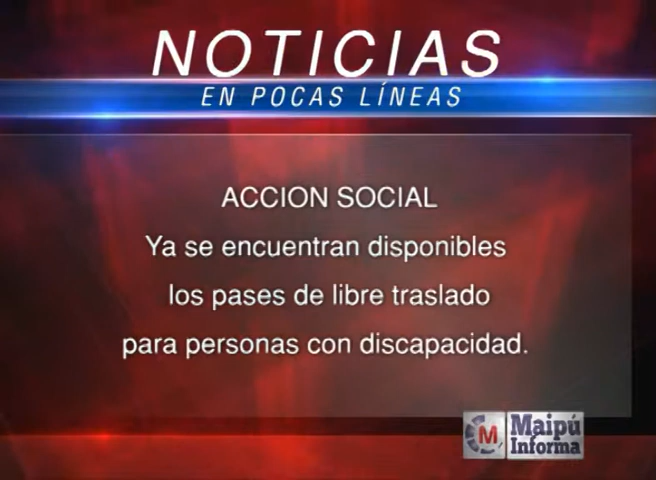 NOTICIAS
EN POCAS LÍNEAS
ACCION SOCIAL
Ya se encuentran disponibles
los pases de libre traslado
para personas con discapacidad.
M Maipú
Informa